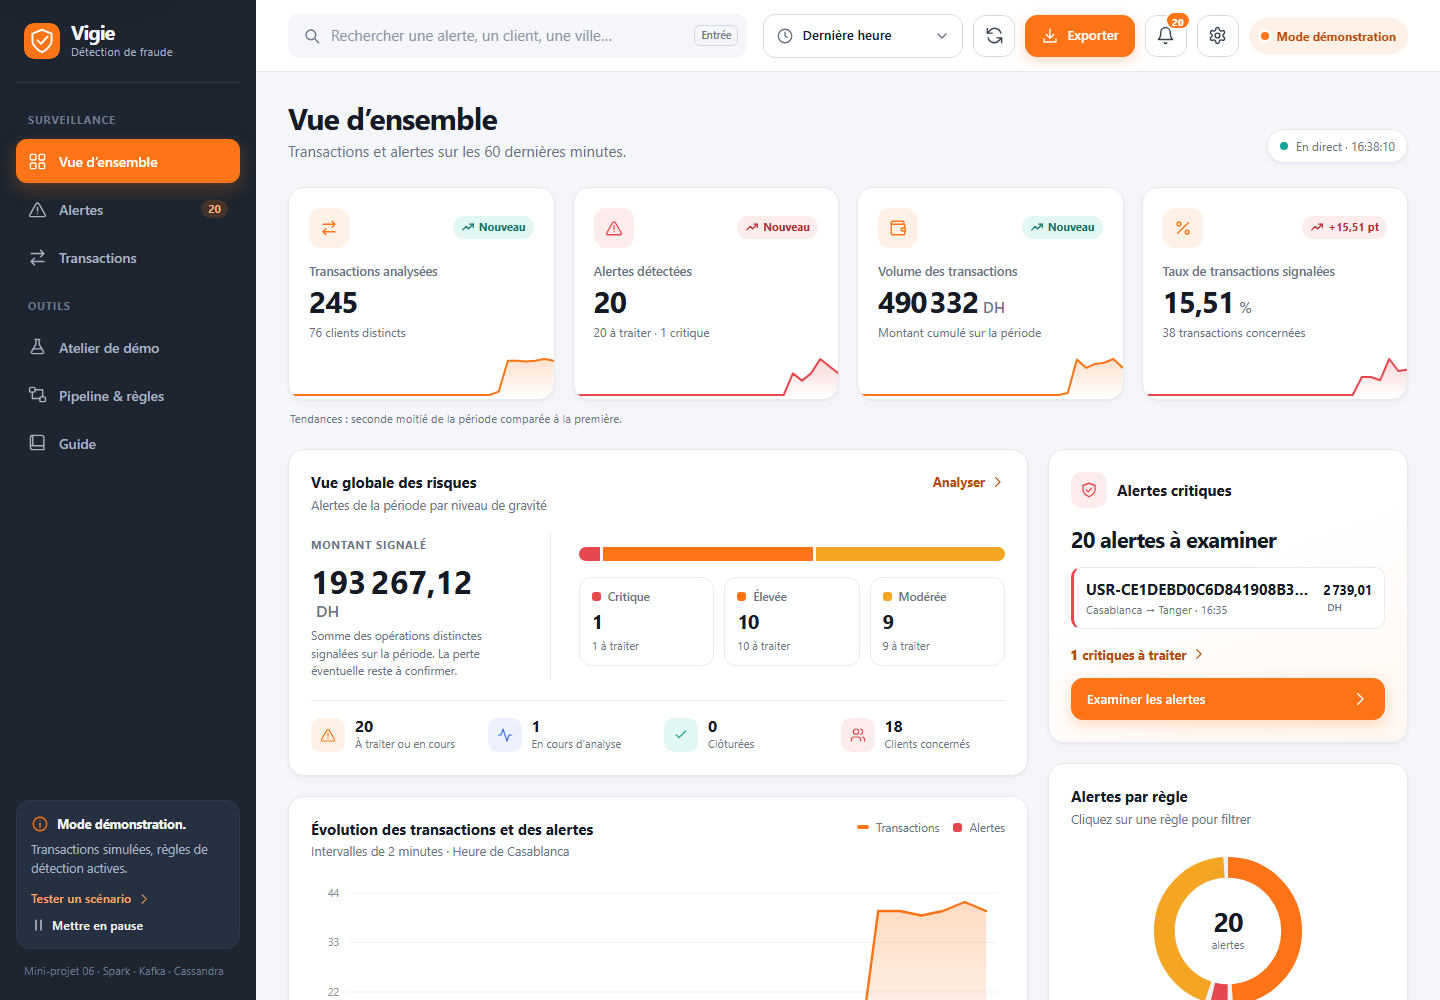 Vigie
Détection de fraude
SURVEILLANCE
Vue d'ensemble
Alertes
20
Transactions
OUTILS
Atelier de démo
Pipeline & règles
Guide
Mode démonstration.
Transactions simulées, règles de
détection actives.
Tester un scénario
Mettre en pause
Mini-projet 06 · Spark · Kafka · Cassandra
Rechercher une alerte, un client, une ville...
Entrée
Dernière heure
Exporter
20
Mode démonstration
Vue d'ensemble
Transactions et alertes sur les 60 dernières minutes.
En direct · 16:38:10
Nouveau
Transactions analysées
245
76 clients distincts
Nouveau
Alertes détectées
20
20 à traiter · 1 critique
Nouveau
Volume des transactions
490 332 DH
Montant cumulé sur la période
+15,51 pt
Taux de transactions signalées
15,51 %
38 transactions concernées
Tendances : seconde moitié de la période comparée à la première.
Vue globale des risques
Alertes de la période par niveau de gravité
Analyser
MONTANT SIGNALÉ
193 267,12
DH
Somme des opérations distinctes
signalées sur la période. La perte
éventuelle reste à confirmer.
Critique
1
1 à traiter
Élevée
10
10 à traiter
Modérée
9
9 à traiter
20
À traiter ou en cours
1
En cours d'analyse
0
Clôturées
18
Clients concernés
Alertes critiques
20 alertes à examiner
USR-CE1DEBD0C6D841908B3...
Casablanca → Tanger · 16:35
2 739,01
DH
1 critiques à traiter
Examiner les alertes
Évolution des transactions et des alertes
Intervalles de 2 minutes · Heure de Casablanca
Transactions
Alertes
44
33
22
Alertes par règle
Cliquez sur une règle pour filtrer
20
alertes